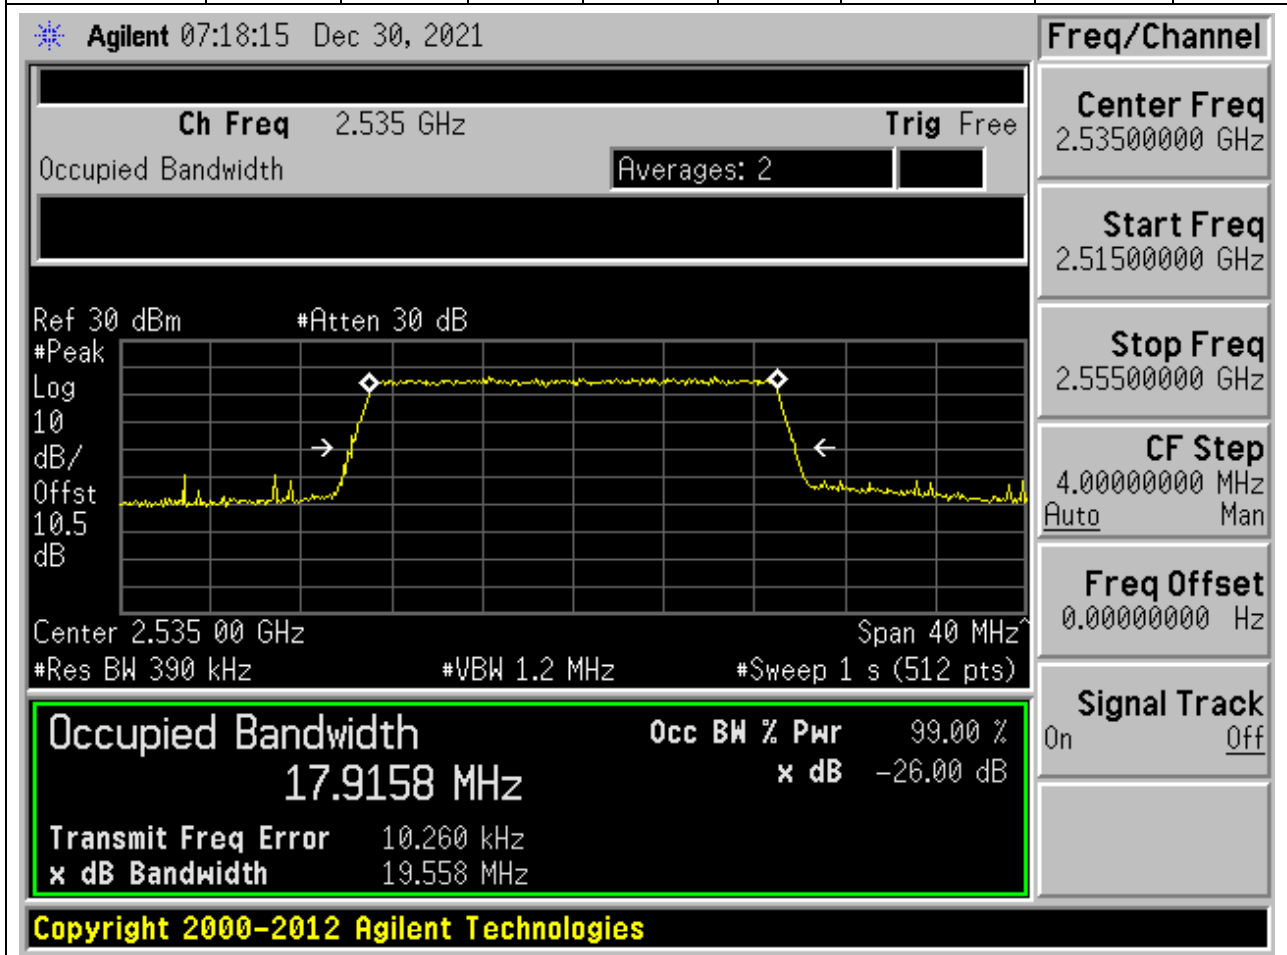 Agilent 07:18:15 Dec 30, 2021
Freq/Channel
Ch Freq 2.535 GHz Trig Free
Occupied Bandwidth Averages: 2
Center Freq
2.53500000 GHz
Start Freq
2.51500000 GHz
Stop Freq
2.55500000 GHz
CF Step
4.00000000 MHz
Auto Man
Freq Offset
0.00000000 Hz
Signal Track
On Off
Ref 30 dBm #Atten 30 dB
#Peak
Log
10
dB/
Offst
10.5
dB
Center 2.535 00 GHz Span 40 MHz^
#Res BW 390 kHz #VBW 1.2 MHz #Sweep 1 s (512 pts)
Occupied Bandwidth Occ BW % Pwr 99.00 %
17.9158 MHz x dB -26.00 dB
Transmit Freq Error 10.260 kHz
x dB Bandwidth 19.558 MHz
Copyright 2000-2012 Agilent Technologies